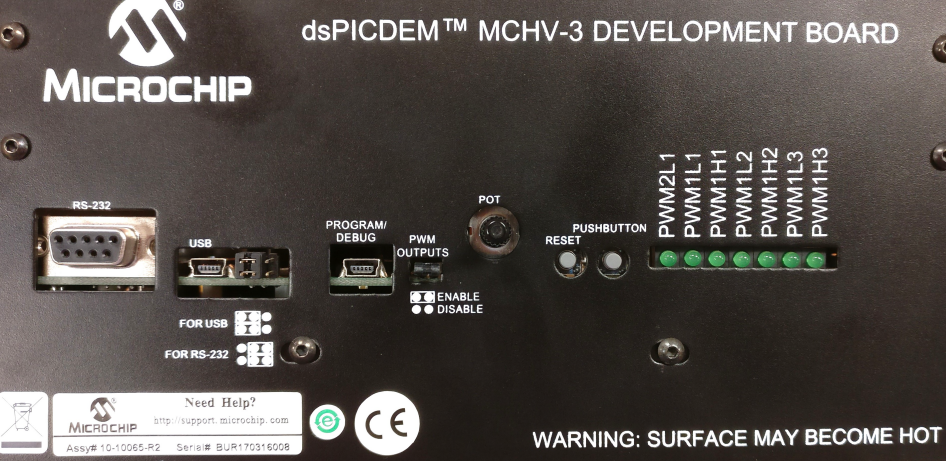 dsPICDEM™ MCHV-3 DEVELOPMENT BOARD
MICROCHIP
PWM2L1
PWM1L1
PWM1H1
PWM1L2
PWM1H2
PWM1L3
PWM1H3
RS-232
USB
PROGRAM/
DEBUG
PWM
OUTPUTS
POT
RESET
PUSHBUTTON
ENABLE
DISABLE
FOR USB
FOR RS-232
MICROCHIP
Need Help?
http://support.microchip.com
Assy# 10-10065-R2 Serial# BUR170316008
e
CE
WARNING: SURFACE MAY BECOME HOT